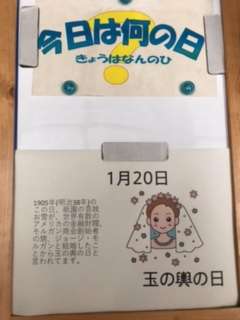 今日は何の日
きょうはなんのひ
?
1月20日
1905年(明治38年)の
この日、祇園の芸妓
お雪が、世界有数の
アメリカの金融財閥、
モルガン商会創始者
の甥、ジョージ・モ
ルガンと結婚したこ
とから玉の輿の日と
言われてます。
玉の輿の日